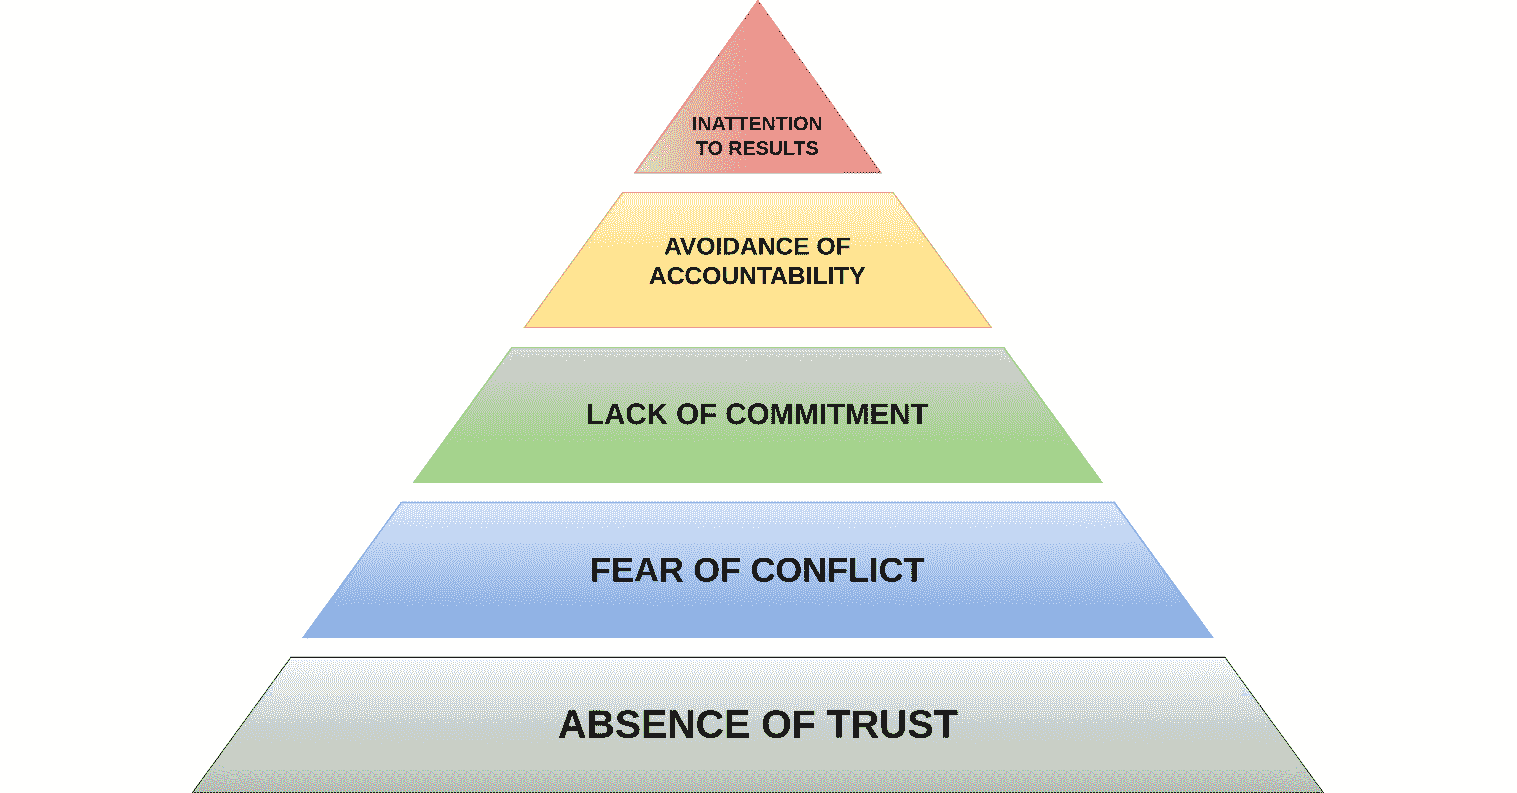 INATTENTION
TO RESULTS
AVOIDANCE OF
ACCOUNTABILITY
LACK OF COMMITMENT
FEAR OF CONFLICT
ABSENCE OF TRUST